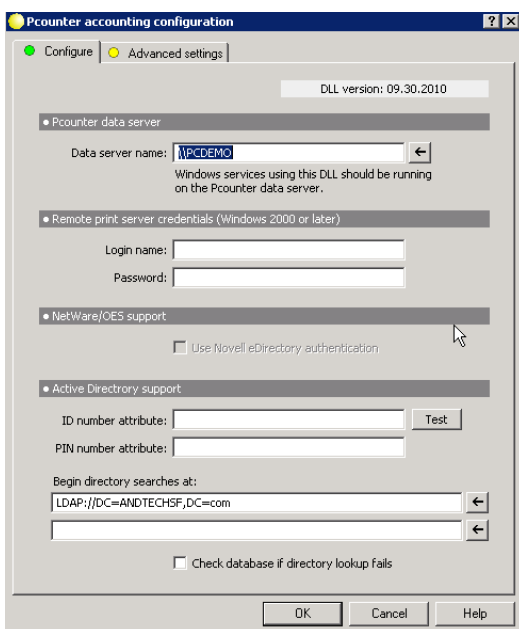 Pcounter accounting configuration
Configure
Advanced settings
DLL version: 09.30.2010
Pcounter data server
Data server name: \\PCDEMO
Windows services using this DLL should be running
on the Pcounter data server.
Remote print server credentials (Windows 2000 or later)
Login name:
Password:
NetWare/OES support
Use Novell eDirectory authentication
Active Directrory support
ID number attribute:
Test
PIN number attribute:
Begin directory searches at:
LDAP://DC=ANDTECHSF,DC=com
Check database if directory lookup fails
OK Cancel Help